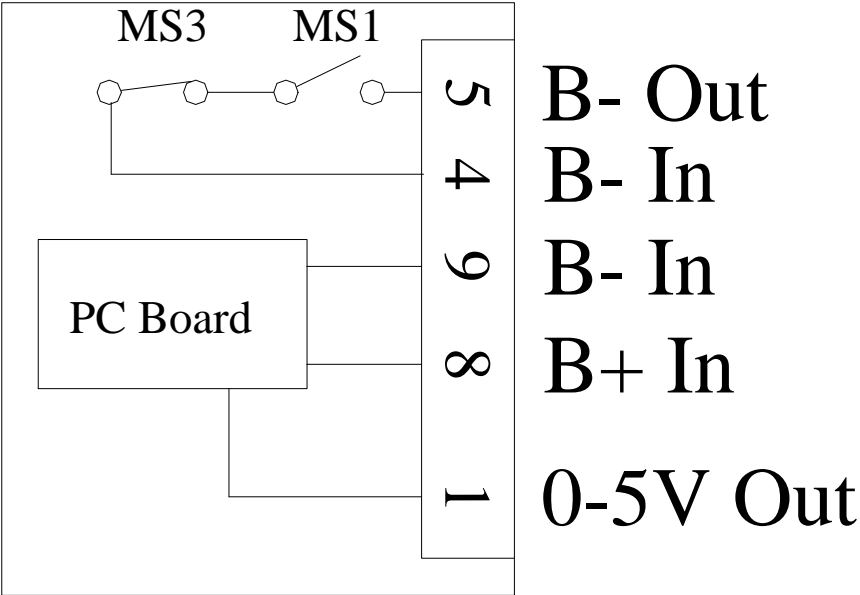 MS3 MS1
5 B- Out
4 B- In
9 B- In
PC Board
8 B+ In
1 0-5V Out